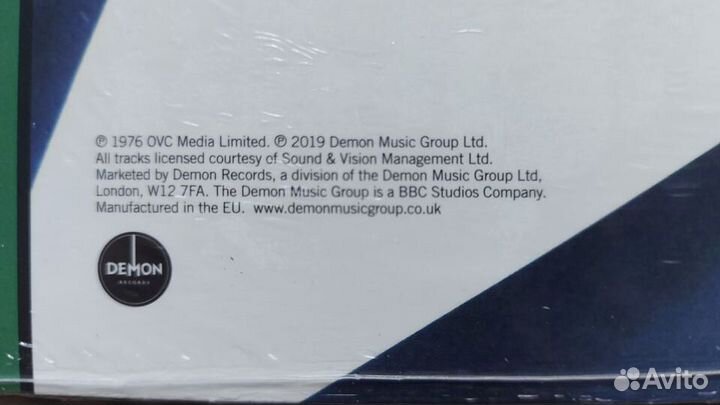 ℗ 1976 OVC Media Limited. ℗ 2019 Demon Music Group Ltd.
All tracks licensed courtesy of Sound & Vision Management Ltd.
Marketed by Demon Records, a division of the Demon Music Group Ltd,
London, W12 7FA. The Demon Music Group is a BBC Studios Company.
Manufactured in the EU. www.demonmusicgroup.co.uk
DEMON
RECORDS
Avito